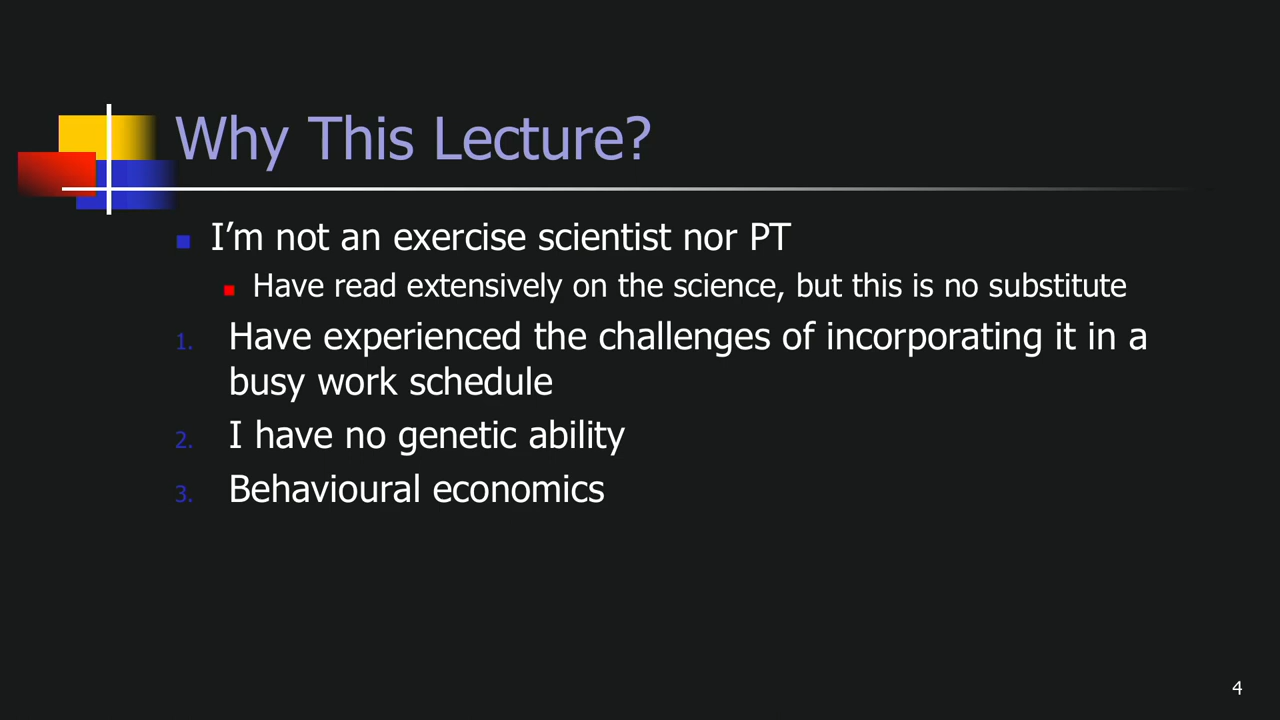 Why This Lecture?
I’m not an exercise scientist nor PT
Have read extensively on the science, but this is no substitute
1. Have experienced the challenges of incorporating it in a
busy work schedule
2. I have no genetic ability
3. Behavioural economics
4